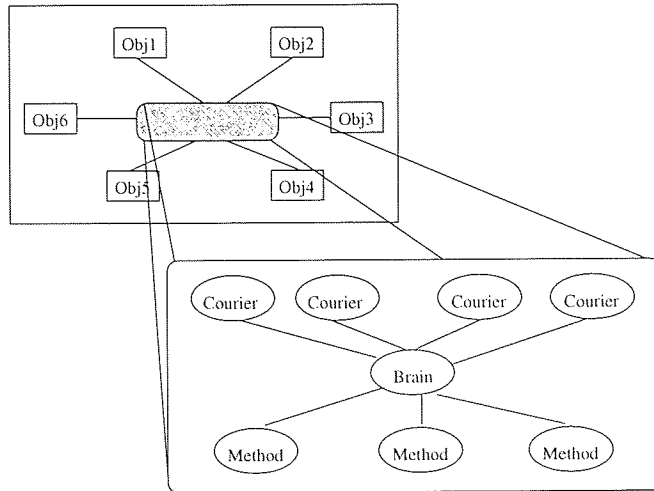 Obj1
Obj2
Obj6
Obj3
Obj5
Obj4
Courier
Courier
Courier
Courier
Brain
Method
Method
Method